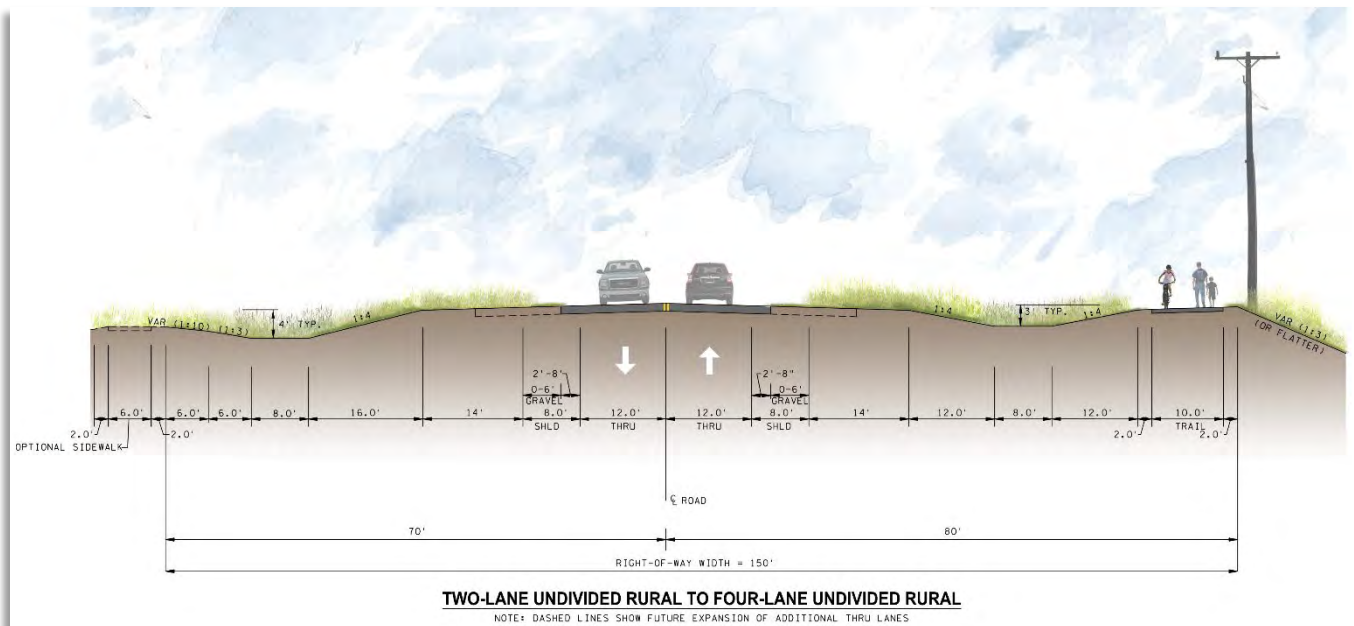 VAR (1:10) (1:3)
4' TYP.
1:4
1:4
3' TYP.
1:4
VAR (1:3)
(OR FLATTER)
2'-8"
2'-8"
0-6'
GRAVEL
0-6'
GRAVEL
6.0'
6.0'
6.0'
8.0'
16.0'
14'
8.0'
12.0'
12.0'
8.0'
14'
12.0'
8.0'
12.0'
10.0'
SHLD
THRU
THRU
SHLD
TRAIL
2.0'
2.0'
2.0'
2.0'
OPTIONAL SIDEWALK
℄ ROAD
70'
80'
RIGHT-OF-WAY WIDTH = 150'
TWO-LANE UNDIVIDED RURAL TO FOUR-LANE UNDIVIDED RURAL
NOTE: DASHED LINES SHOW FUTURE EXPANSION OF ADDITIONAL THRU LANES